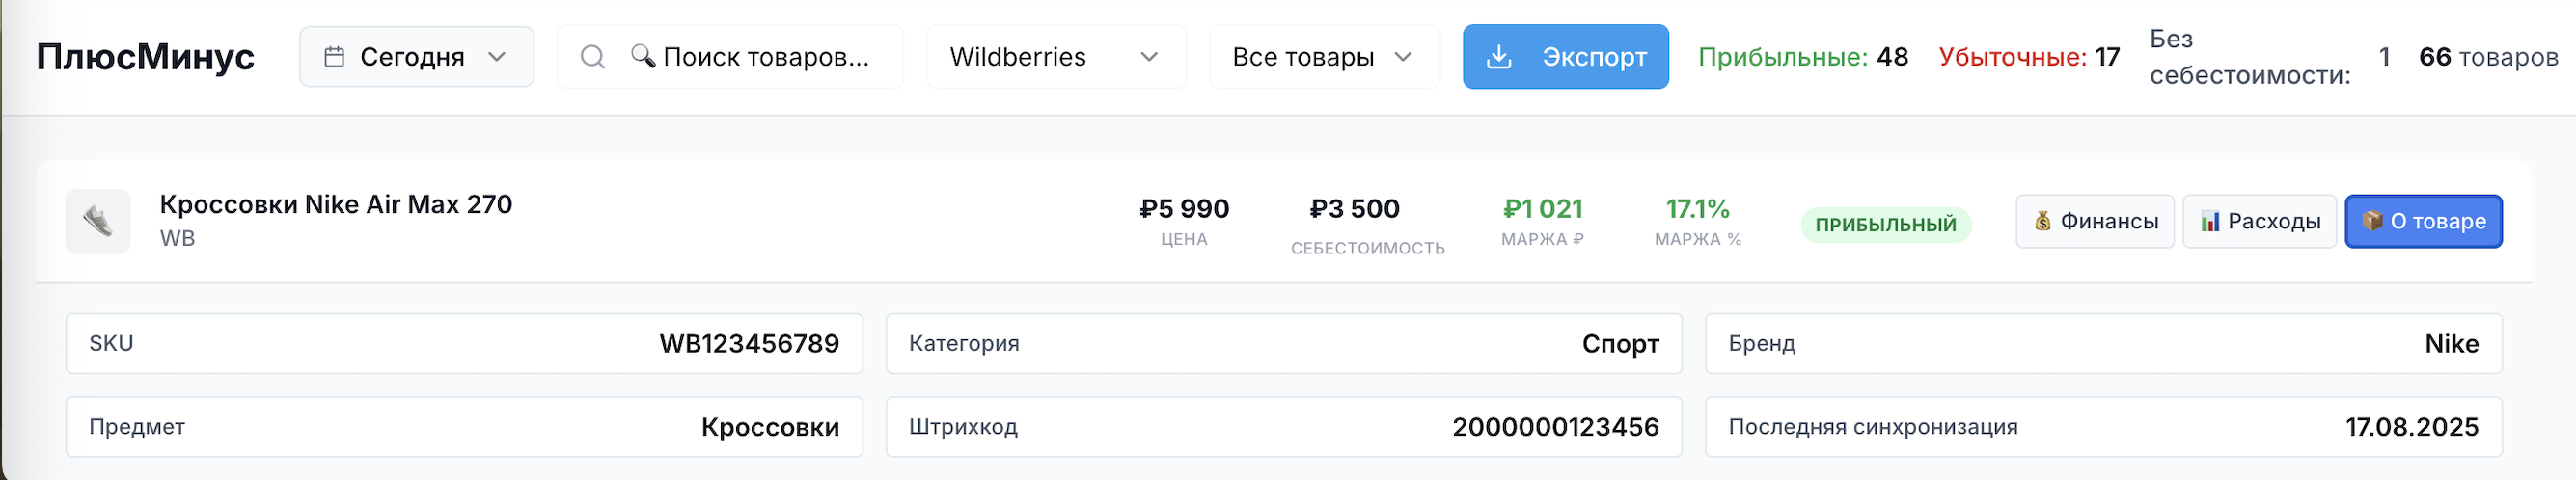 ПлюсМинус
Сегодня
🔍 Поиск товаров...
Wildberries
Все товары
Экспорт
Прибыльные: 48
Убыточные: 17
Без
себестоимости:
1
66 товаров
Кроссовки Nike Air Max 270
WB
₽5 990
ЦЕНА
₽3 500
СЕБЕСТОИМОСТЬ
₽1 021
МАРЖА ₽
17.1%
МАРЖА %
ПРИБЫЛЬНЫЙ
💰 Финансы
📊 Расходы
📦 О товаре
SKU
WB123456789
Категория
Спорт
Бренд
Nike
Предмет
Кроссовки
Штрихкод
2000000123456
Последняя синхронизация
17.08.2025